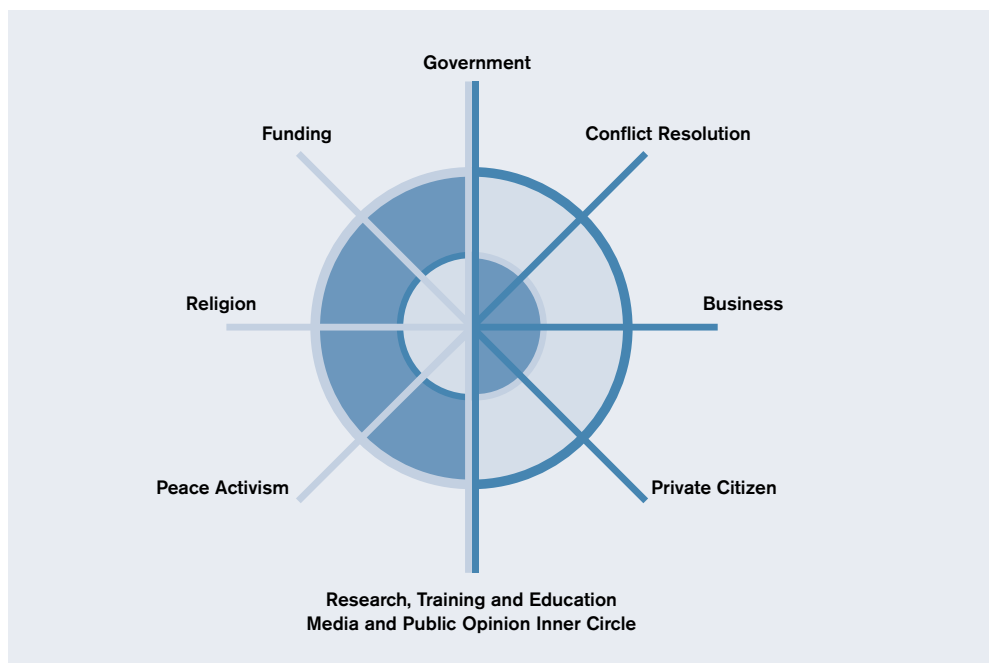 Government
Funding
Conflict Resolution
Religion
Business
Peace Activism
Private Citizen
Research, Training and Education
Media and Public Opinion Inner Circle